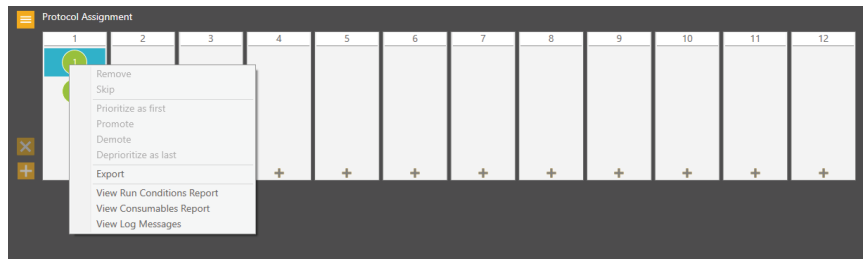 Protocol Assignment
1 2 3 4 5 6 7 8 9 10 11 12
1
Remove
Skip
Prioritize as first
Promote
Demote
Deprioritize as last
Export
View Run Conditions Report
View Consumables Report
View Log Messages